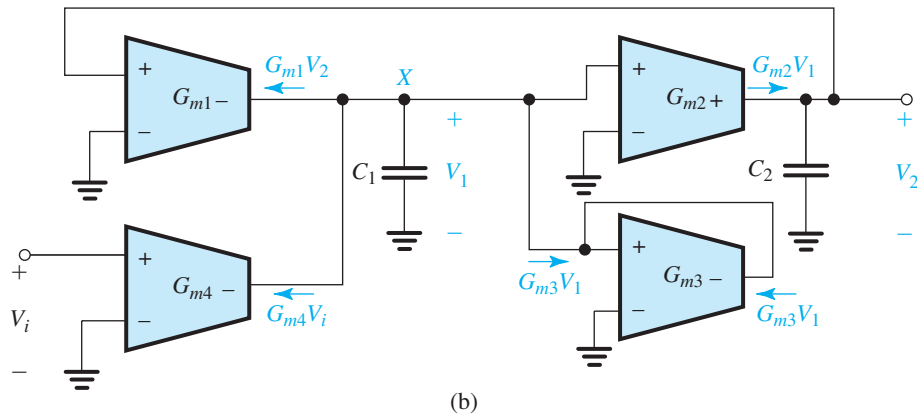 +
G_{m1} −
−
G_{m1}V_2
X
+
V_1
−
C_1
+
G_{m2} +
−
G_{m2}V_1
C_2
+
V_2
−
+
V_i
−
+
G_{m4} −
−
G_{m4}V_i
G_{m3}V_1
+
G_{m3} −
−
G_{m3}V_1
(b)